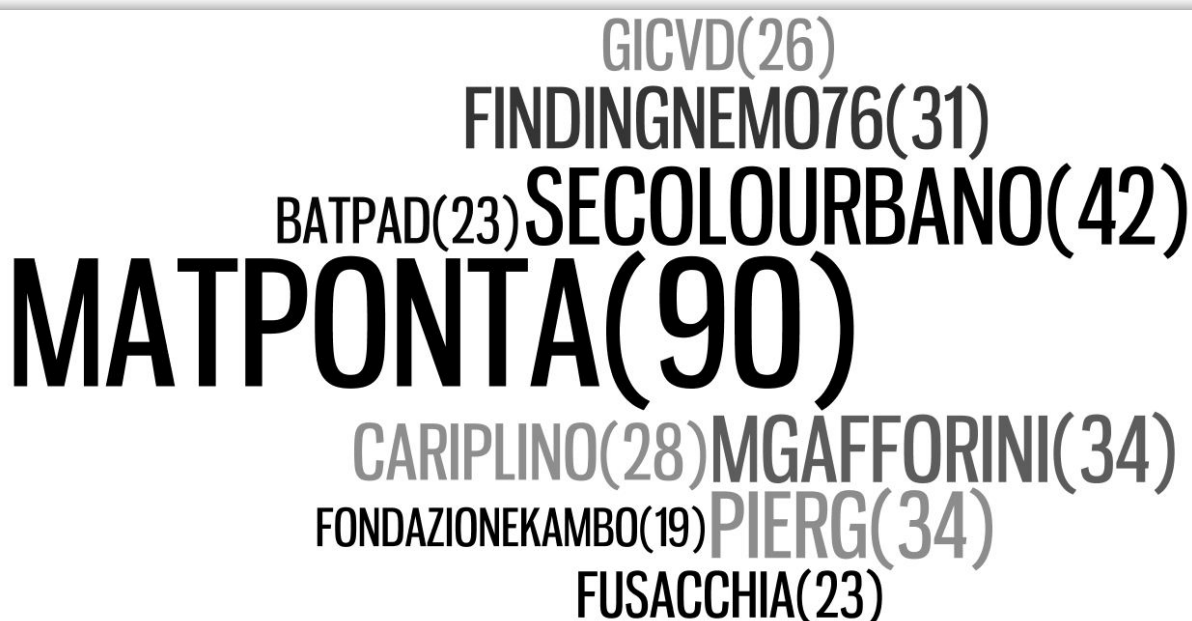 GICVD(26)
FINDINGNEMO76(31)
BATPAD(23) SECOLOURBANO(42)
MATPONTA(90)
CARIPLINO(28) MGAFFORINI(34)
FONDAZIONEKAMBO(19) PIERG(34)
FUSACCHIA(23)